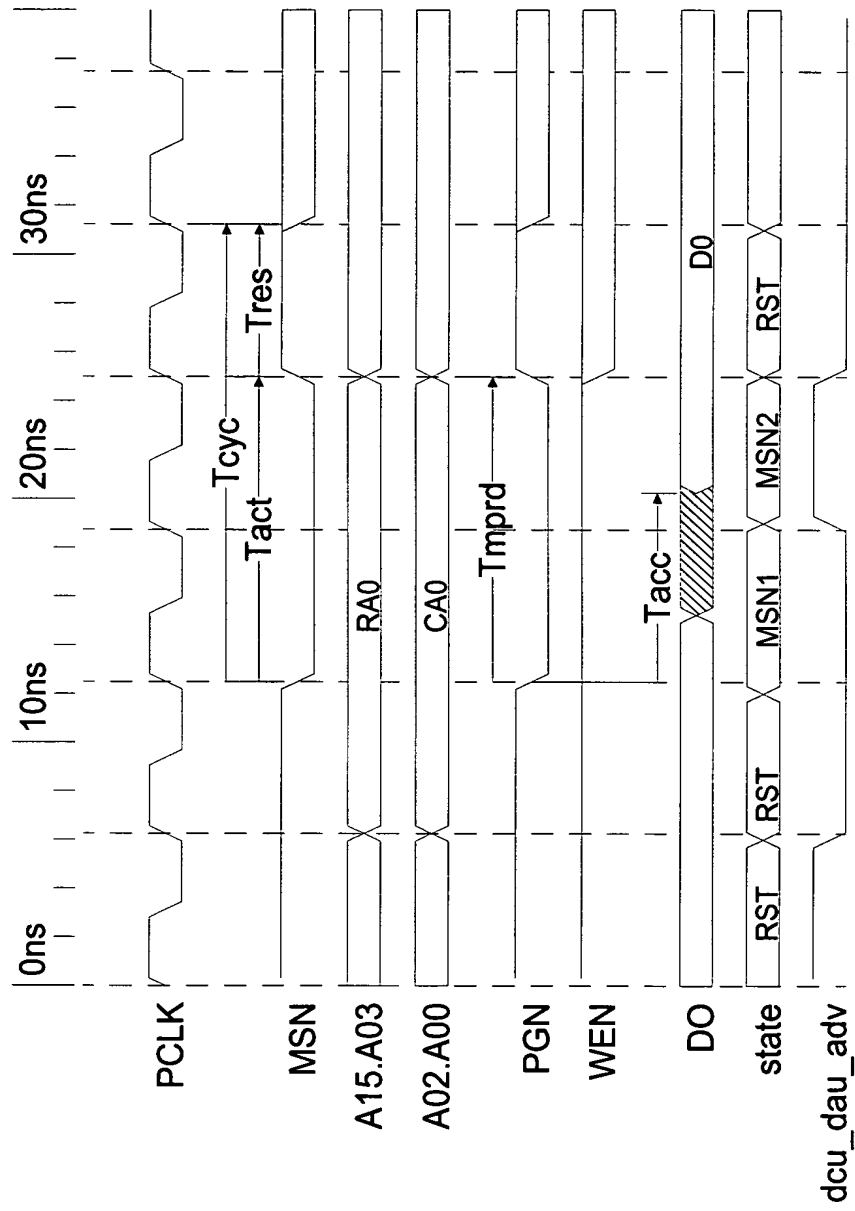 0ns 10ns 20ns 30ns
PCLK
Tcyc
Tact Tres
MSN
A15.A03 RA0
A02.A00 CA0
Tmprd
PGN
WEN
Tacc
DO D0
state RST RST MSN1 MSN2 RST
dcu_dau_adv